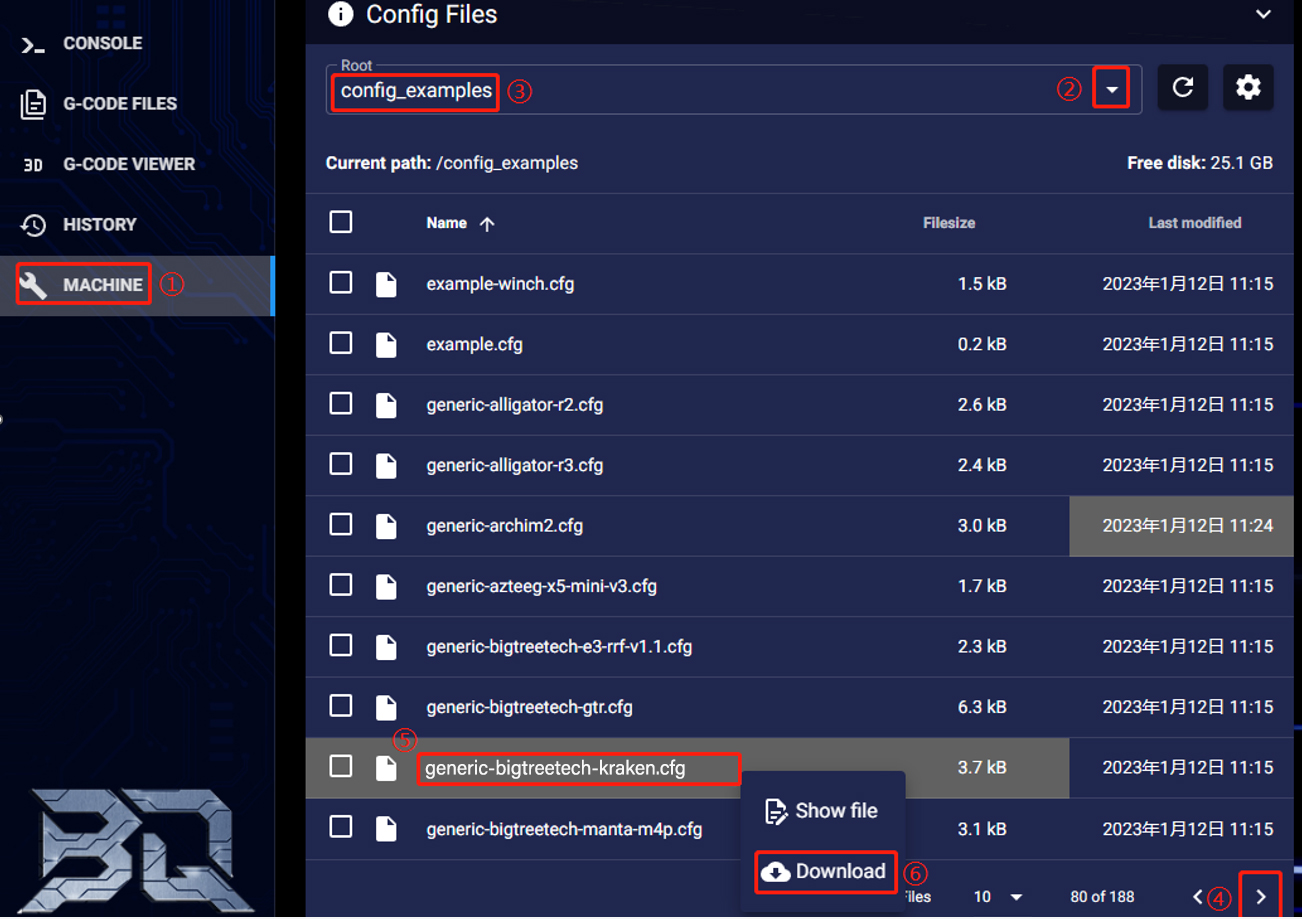 Config Files
CONSOLE
G-CODE FILES
3D G-CODE VIEWER
HISTORY
MACHINE ①
Root
config_examples ③
②
Current path: /config_examples
Free disk: 25.1 GB
Name Filesize Last modified
example-winch.cfg 1.5 kB 2023年1月12日 11:15
example.cfg 0.2 kB 2023年1月12日 11:15
generic-alligator-r2.cfg 2.6 kB 2023年1月12日 11:15
generic-alligator-r3.cfg 2.4 kB 2023年1月12日 11:15
generic-archim2.cfg 3.0 kB 2023年1月12日 11:24
generic-azteeg-x5-mini-v3.cfg 1.7 kB 2023年1月12日 11:15
generic-bigtreetech-e3-rrf-v1.1.cfg 2.3 kB 2023年1月12日 11:15
generic-bigtreetech-gtr.cfg 6.3 kB 2023年1月12日 11:15
⑤
generic-bigtreetech-kraken.cfg 3.7 kB 2023年1月12日 11:15
Show file
generic-bigtreetech-manta-m4p.cfg 3.1 kB 2023年1月12日 11:15
Download ⑥
iles 10 80 of 188 ④
BQ